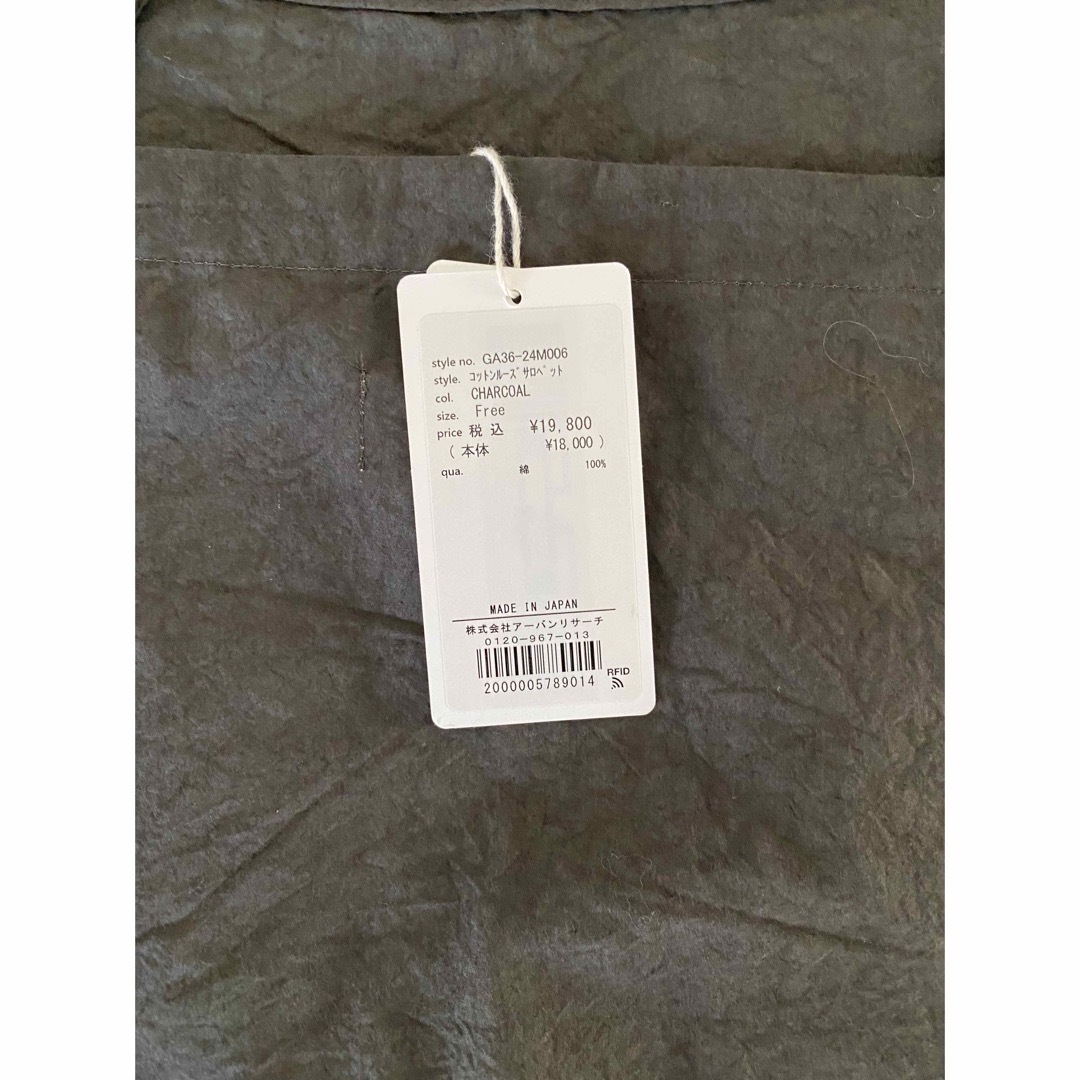 style no. GA36-24M006
style. ｺｯﾄﾝﾙｰｽﾞｻﾛﾍﾟｯﾄ
col. CHARCOAL
size. Free
price 税込 ¥19,800
( 本体 ¥18,000 )
qua. 綿 100%
MADE IN JAPAN
株式会社アーバンリサーチ
0120-967-013
RFID
2000005789014